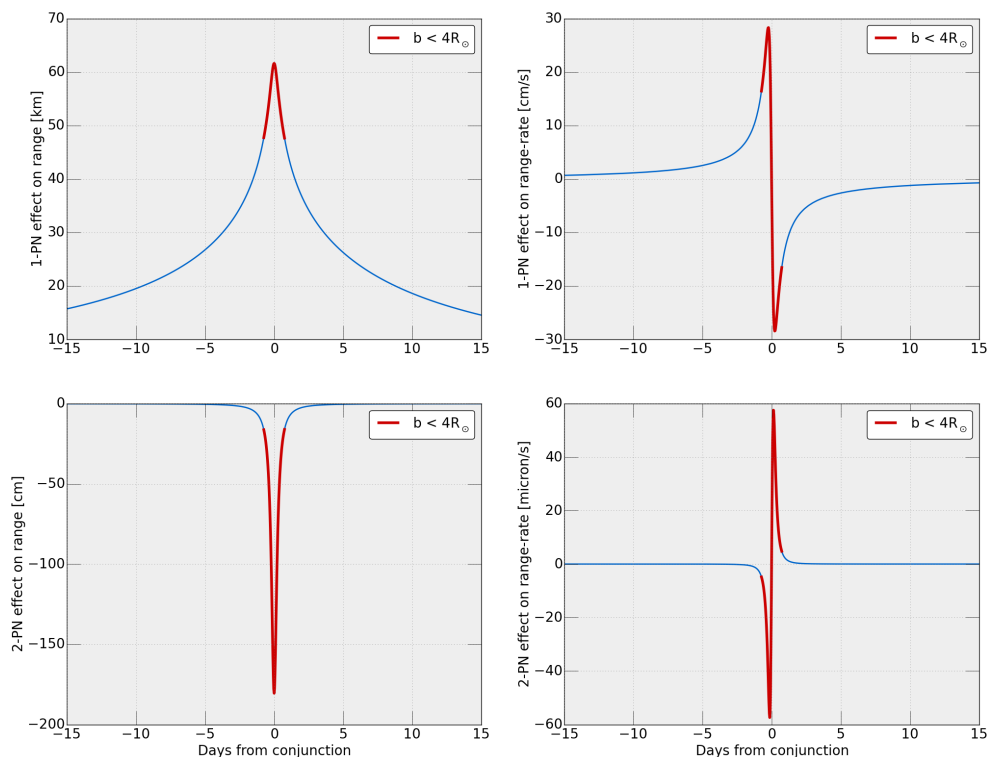 70
60
50
40
30
20
10
1-PN effect on range [km]
b < 4R☉
−15 −10 −5 0 5 10 15
30
20
10
0
−10
−20
−30
1-PN effect on range-rate [cm/s]
b < 4R☉
−15 −10 −5 0 5 10 15
0
−50
−100
−150
−200
2-PN effect on range [cm]
b < 4R☉
−15 −10 −5 0 5 10 15
Days from conjunction
60
40
20
0
−20
−40
−60
2-PN effect on range-rate [micron/s]
b < 4R☉
−15 −10 −5 0 5 10 15
Days from conjunction